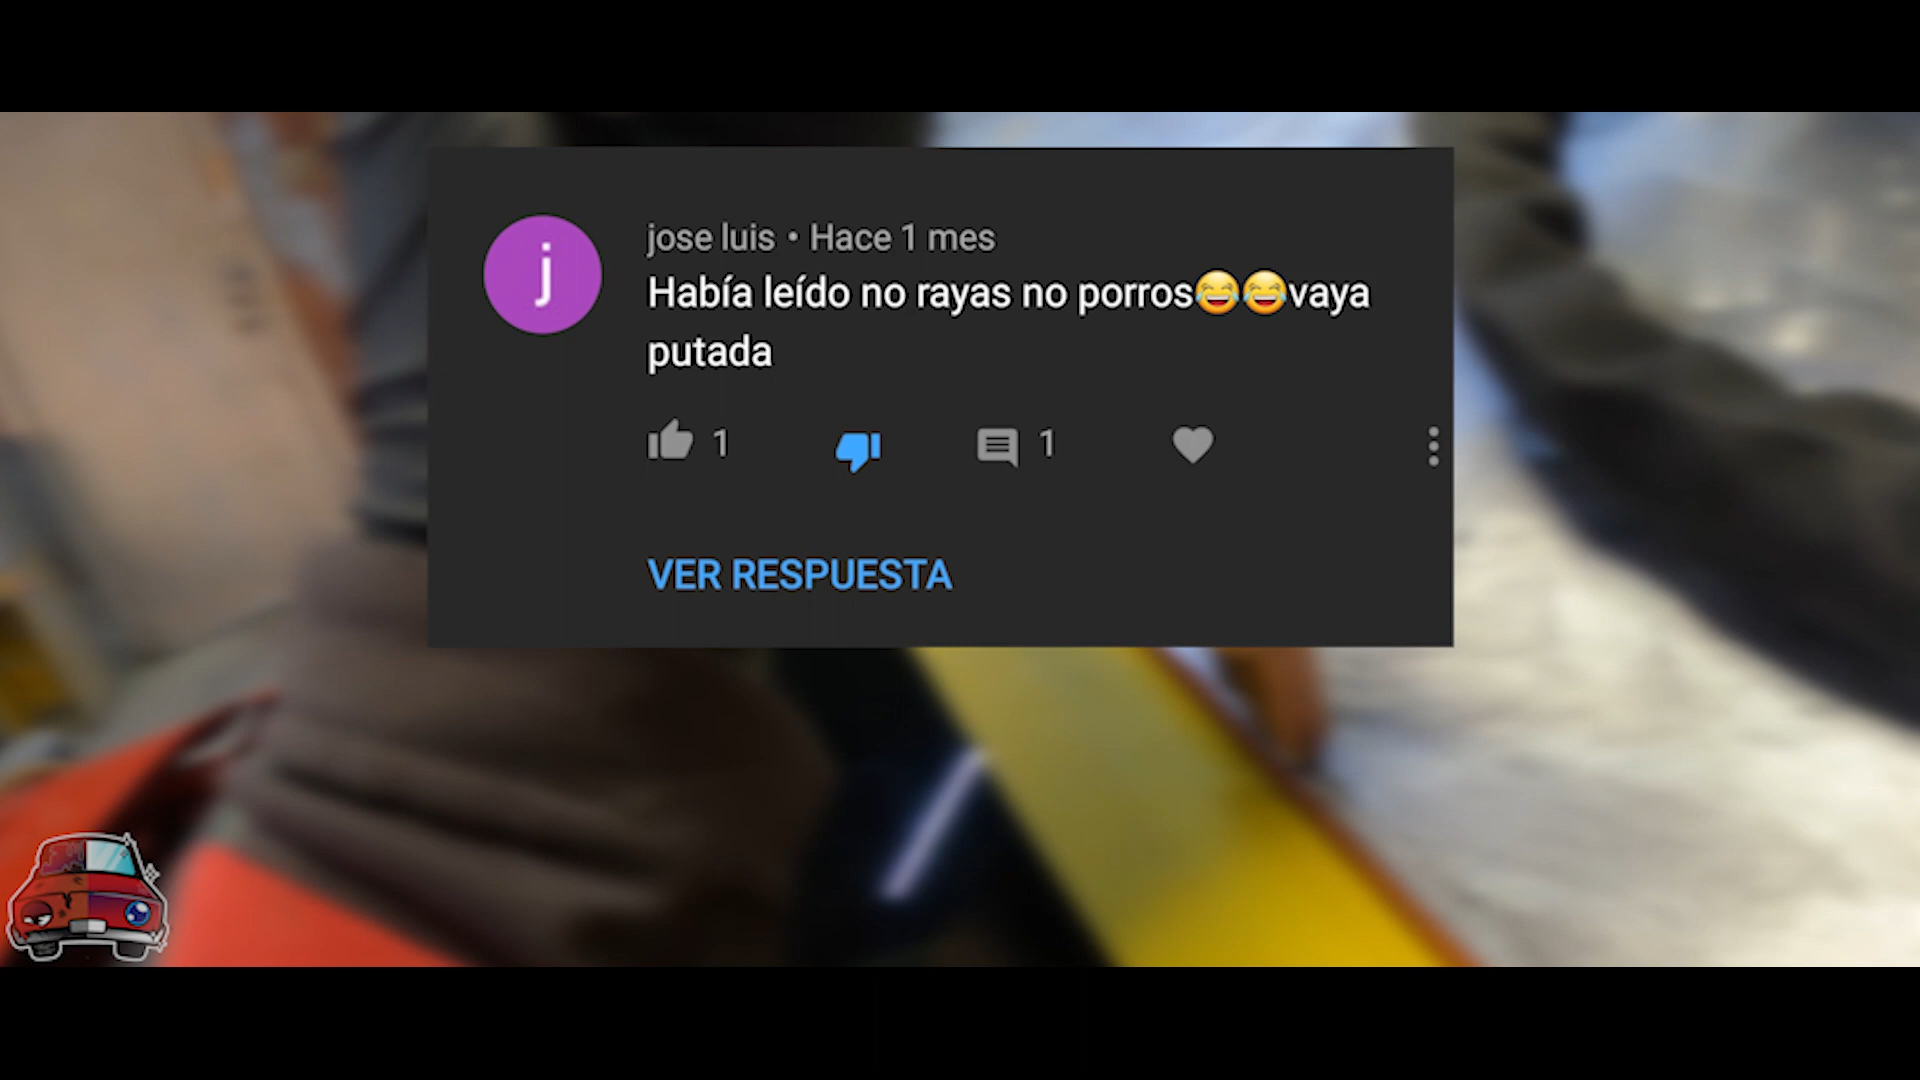 j
jose luis • Hace 1 mes
Había leído no rayas no porros😂😂vaya
putada
1
1
VER RESPUESTA